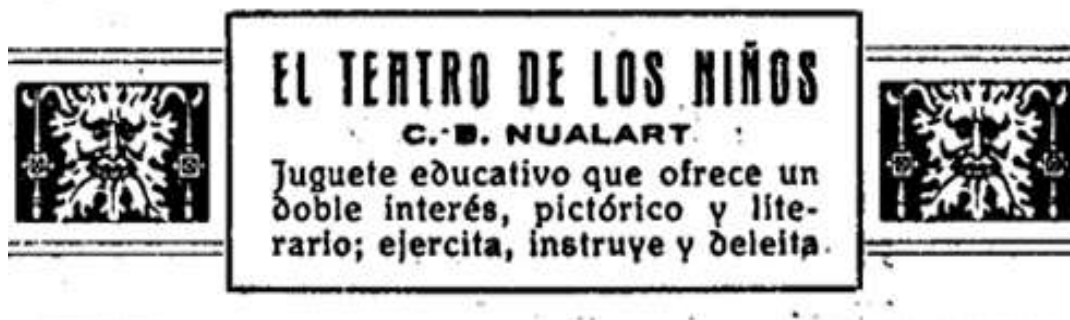 EL TEATRO DE LOS NIÑOS
C.-B. NUALART
Juguete educativo que ofrece un
doble interés, pictórico y lite-
rario; ejercita, instruye y deleita